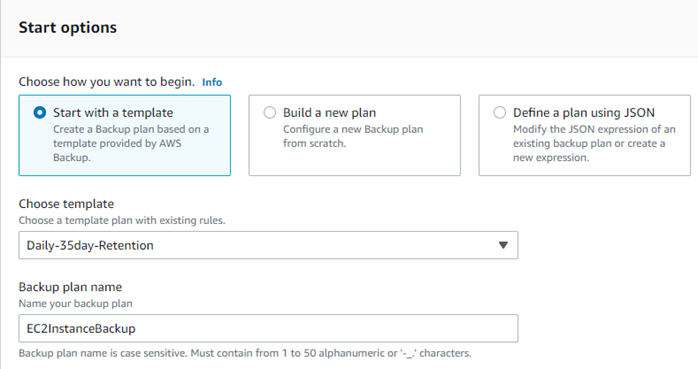 Start options
Choose how you want to begin. Info
Start with a template
Create a Backup plan based on a
template provided by AWS
Backup.
Build a new plan
Configure a new Backup plan
from scratch.
Define a plan using JSON
Modify the JSON expression of an
existing backup plan or create a
new expression.
Choose template
Choose a template plan with existing rules.
Daily-35day-Retention
Backup plan name
Name your backup plan
EC2InstanceBackup
Backup plan name is case sensitive. Must contain from 1 to 50 alphanumeric or '-_.' characters.